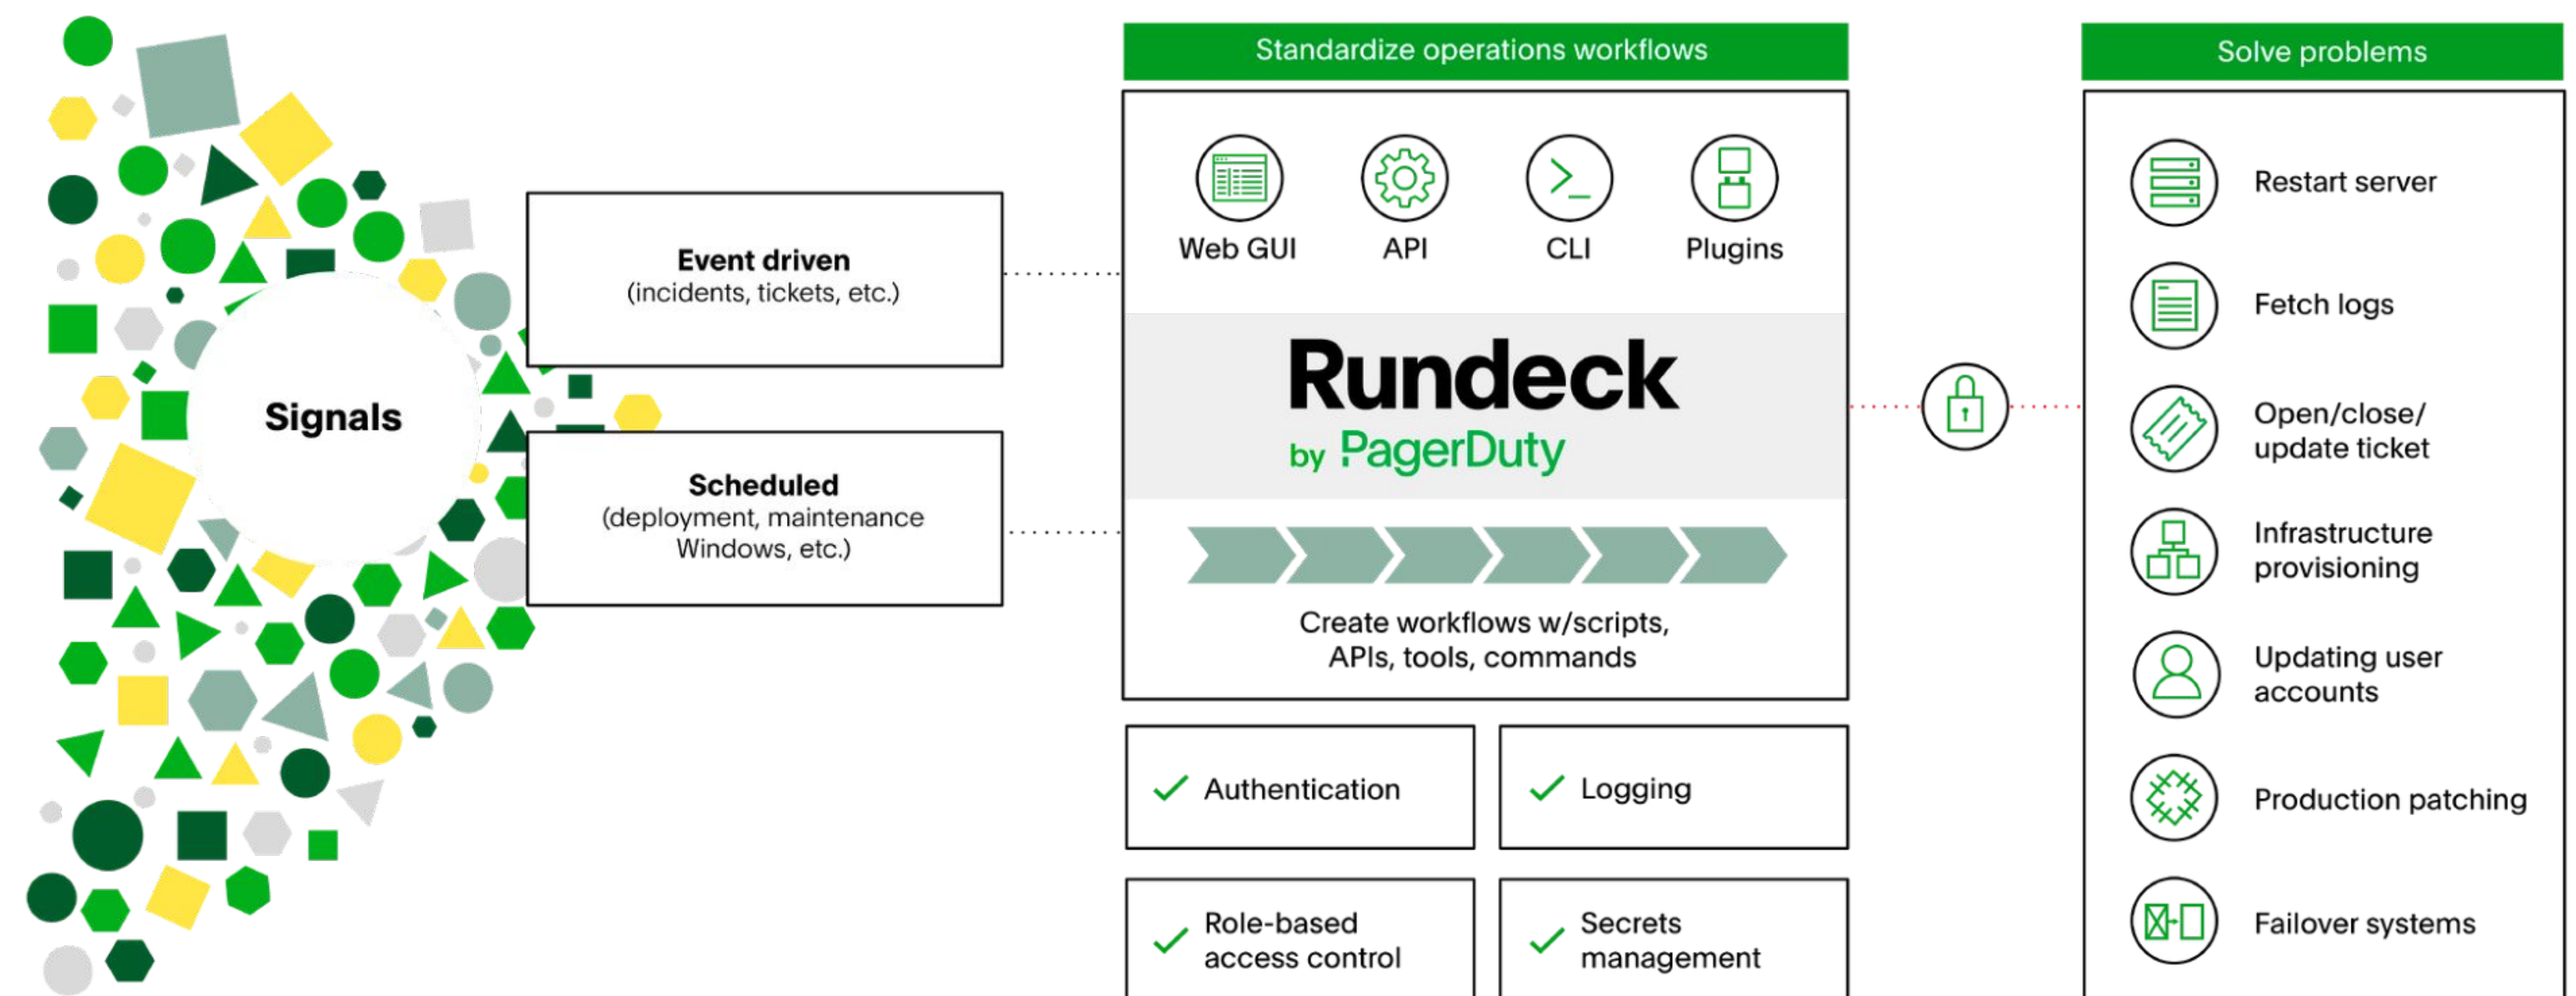 Signals
Event driven
(incidents, tickets, etc.)
Scheduled
(deployment, maintenance
Windows, etc.)
Standardize operations workflows
Web GUI
API
CLI
Plugins
Rundeck
by PagerDuty
Create workflows w/scripts,
APIs, tools, commands
Authentication
Logging
Role-based
access control
Secrets
management
Solve problems
Restart server
Fetch logs
Open/close/
update ticket
Infrastructure
provisioning
Updating user
accounts
Production patching
Failover systems